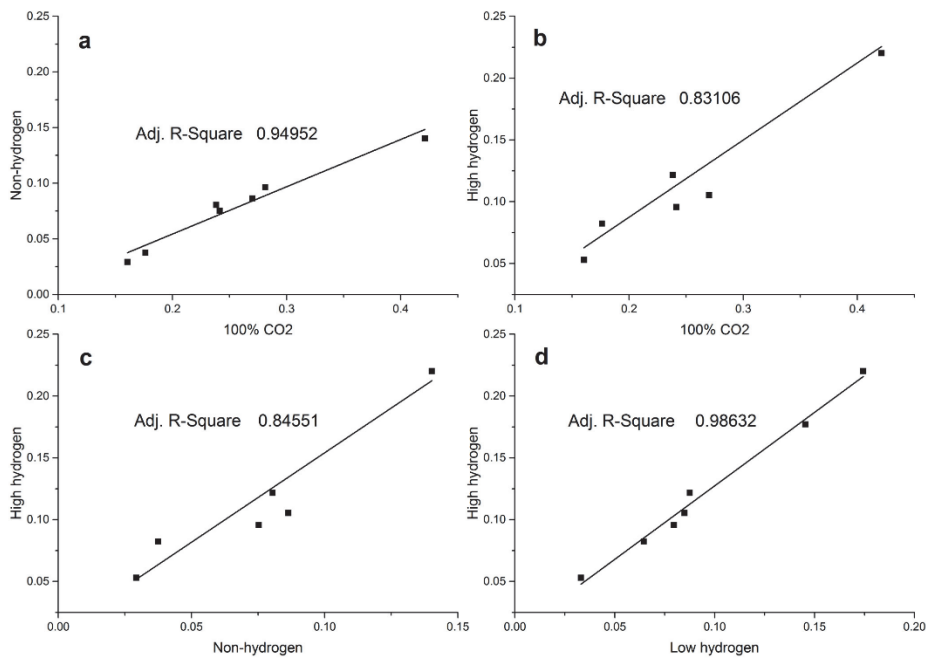 a
Adj. R-Square 0.94952
Non-hydrogen
0.25
0.20
0.15
0.10
0.05
0.00
0.1 0.2 0.3 0.4
100% CO2
b
Adj. R-Square 0.83106
High hydrogen
0.25
0.20
0.15
0.10
0.05
0.1 0.2 0.3 0.4
100% CO2
c
Adj. R-Square 0.84551
High hydrogen
0.25
0.20
0.15
0.10
0.05
0.00 0.05 0.10 0.15
Non-hydrogen
d
Adj. R-Square 0.98632
High hydrogen
0.25
0.20
0.15
0.10
0.05
0.00 0.05 0.10 0.15 0.20
Low hydrogen